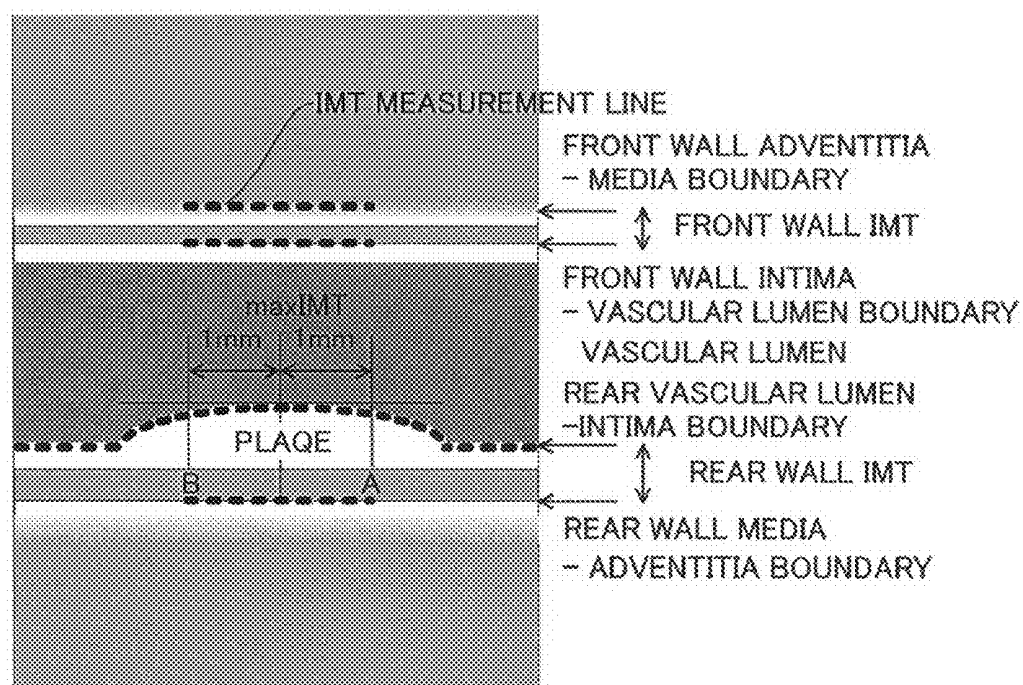 IMT MEASUREMENT LINE
FRONT WALL ADVENTITIA
- MEDIA BOUNDARY
FRONT WALL IMT
FRONT WALL INTIMA
- VASCULAR LUMEN BOUNDARY
maxIMT
1mm 1mm
VASCULAR LUMEN
REAR VASCULAR LUMEN
-INTIMA BOUNDARY
PLAQE
REAR WALL IMT
B A
REAR WALL MEDIA
- ADVENTITIA BOUNDARY